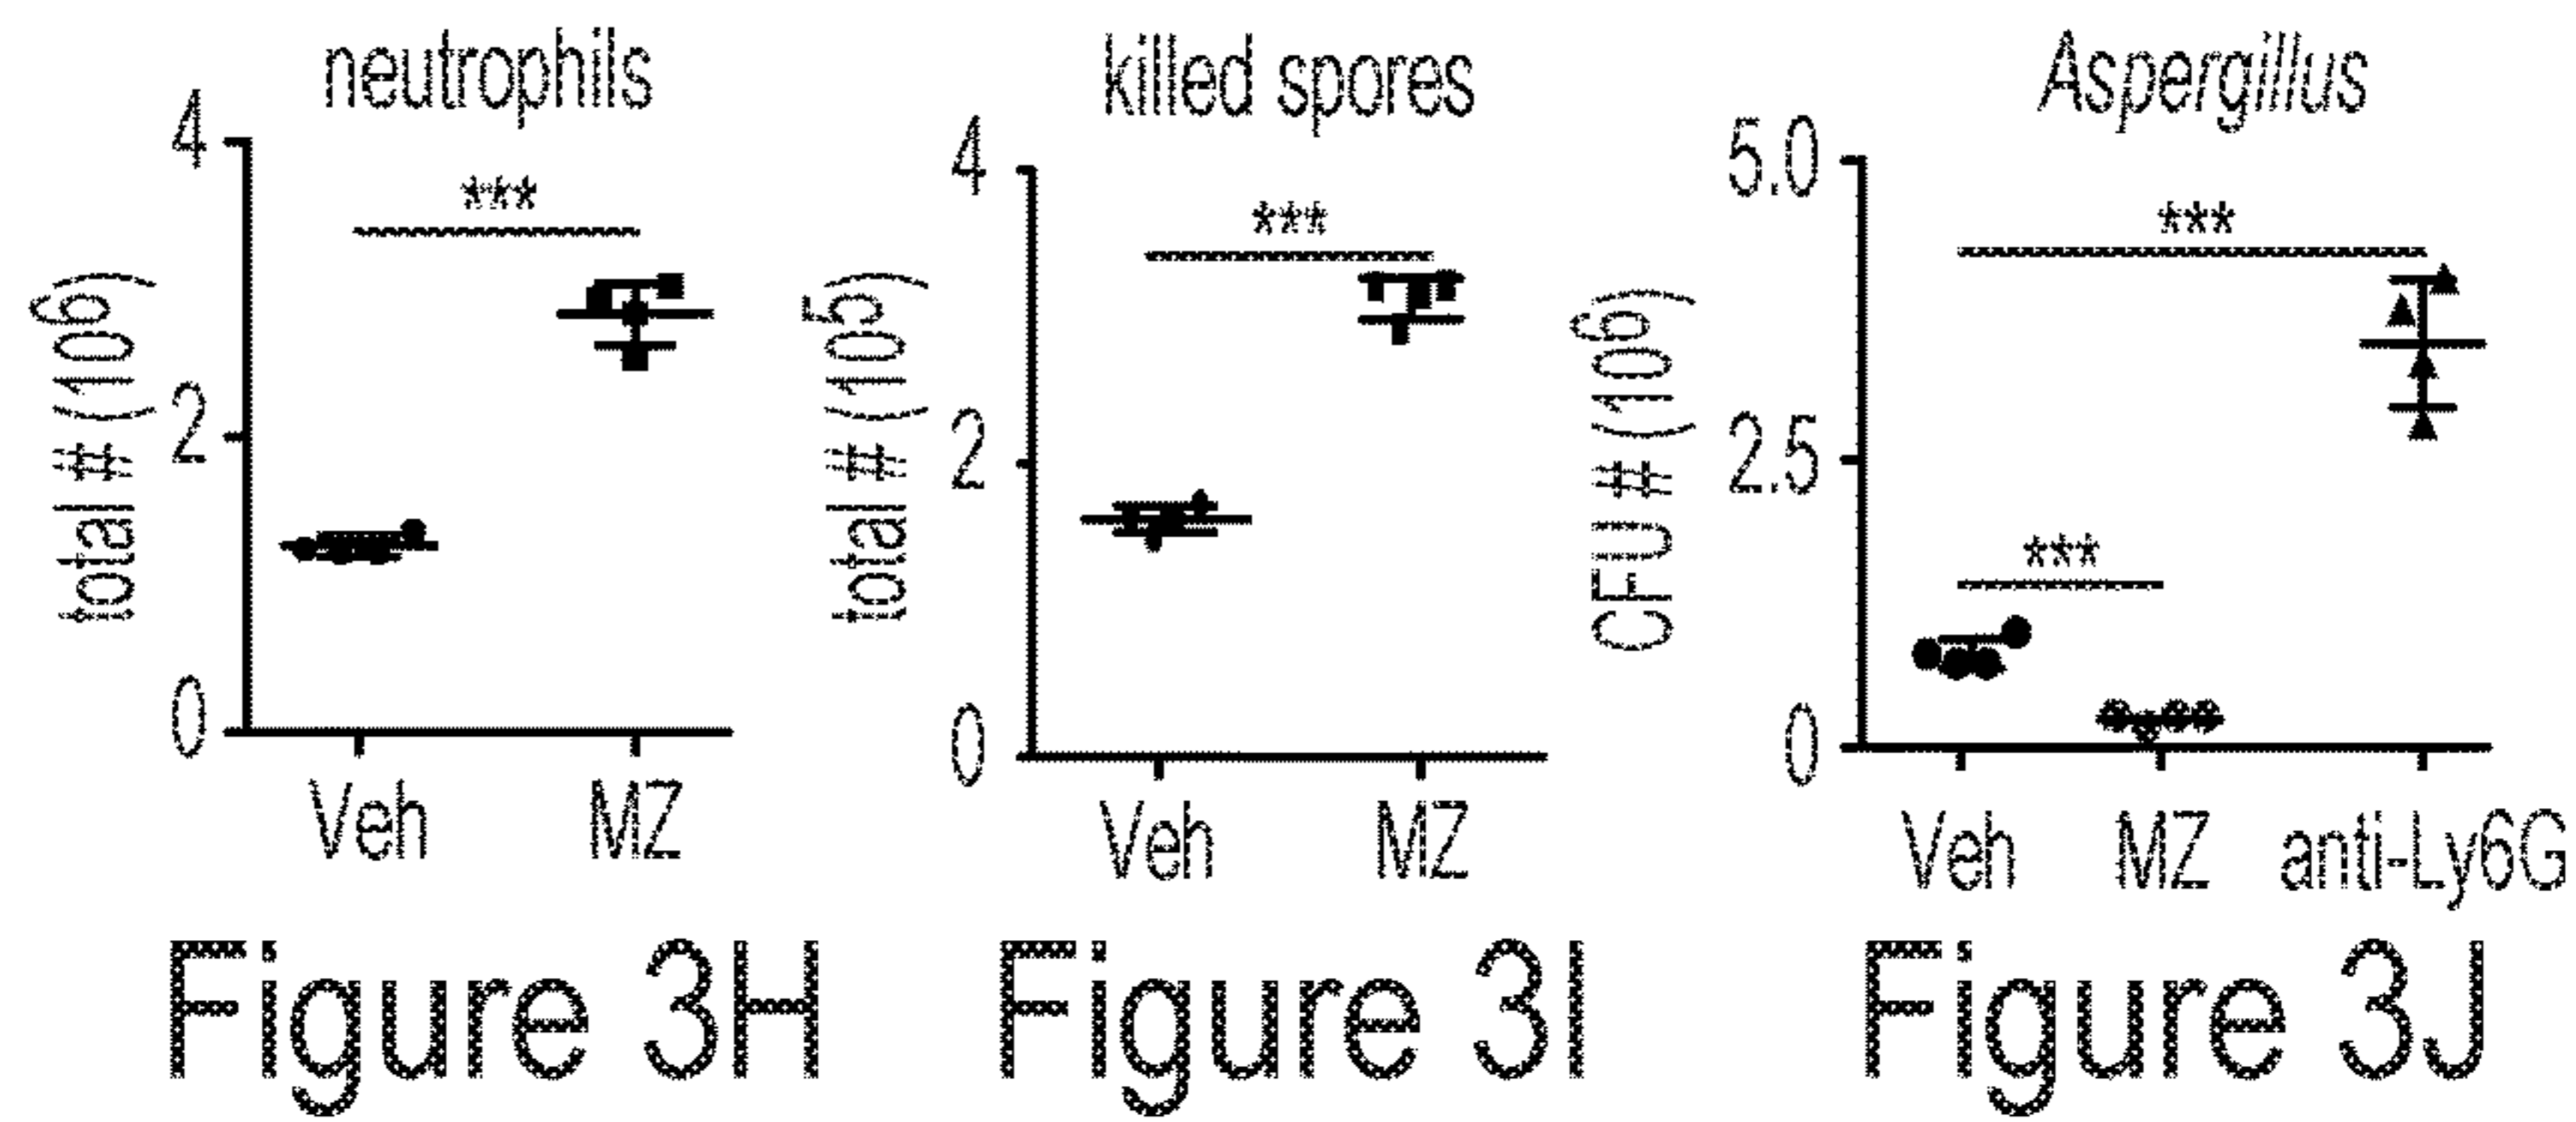 neutrophils
4
***
total # (10⁶)
2
0
Veh MZ
Figure 3H
killed spores
4
***
total # (10⁵)
2
0
Veh MZ
Figure 3I
Aspergillus
5.0
***
CFU # (10⁶)
2.5
***
0
Veh MZ anti-Ly6G
Figure 3J